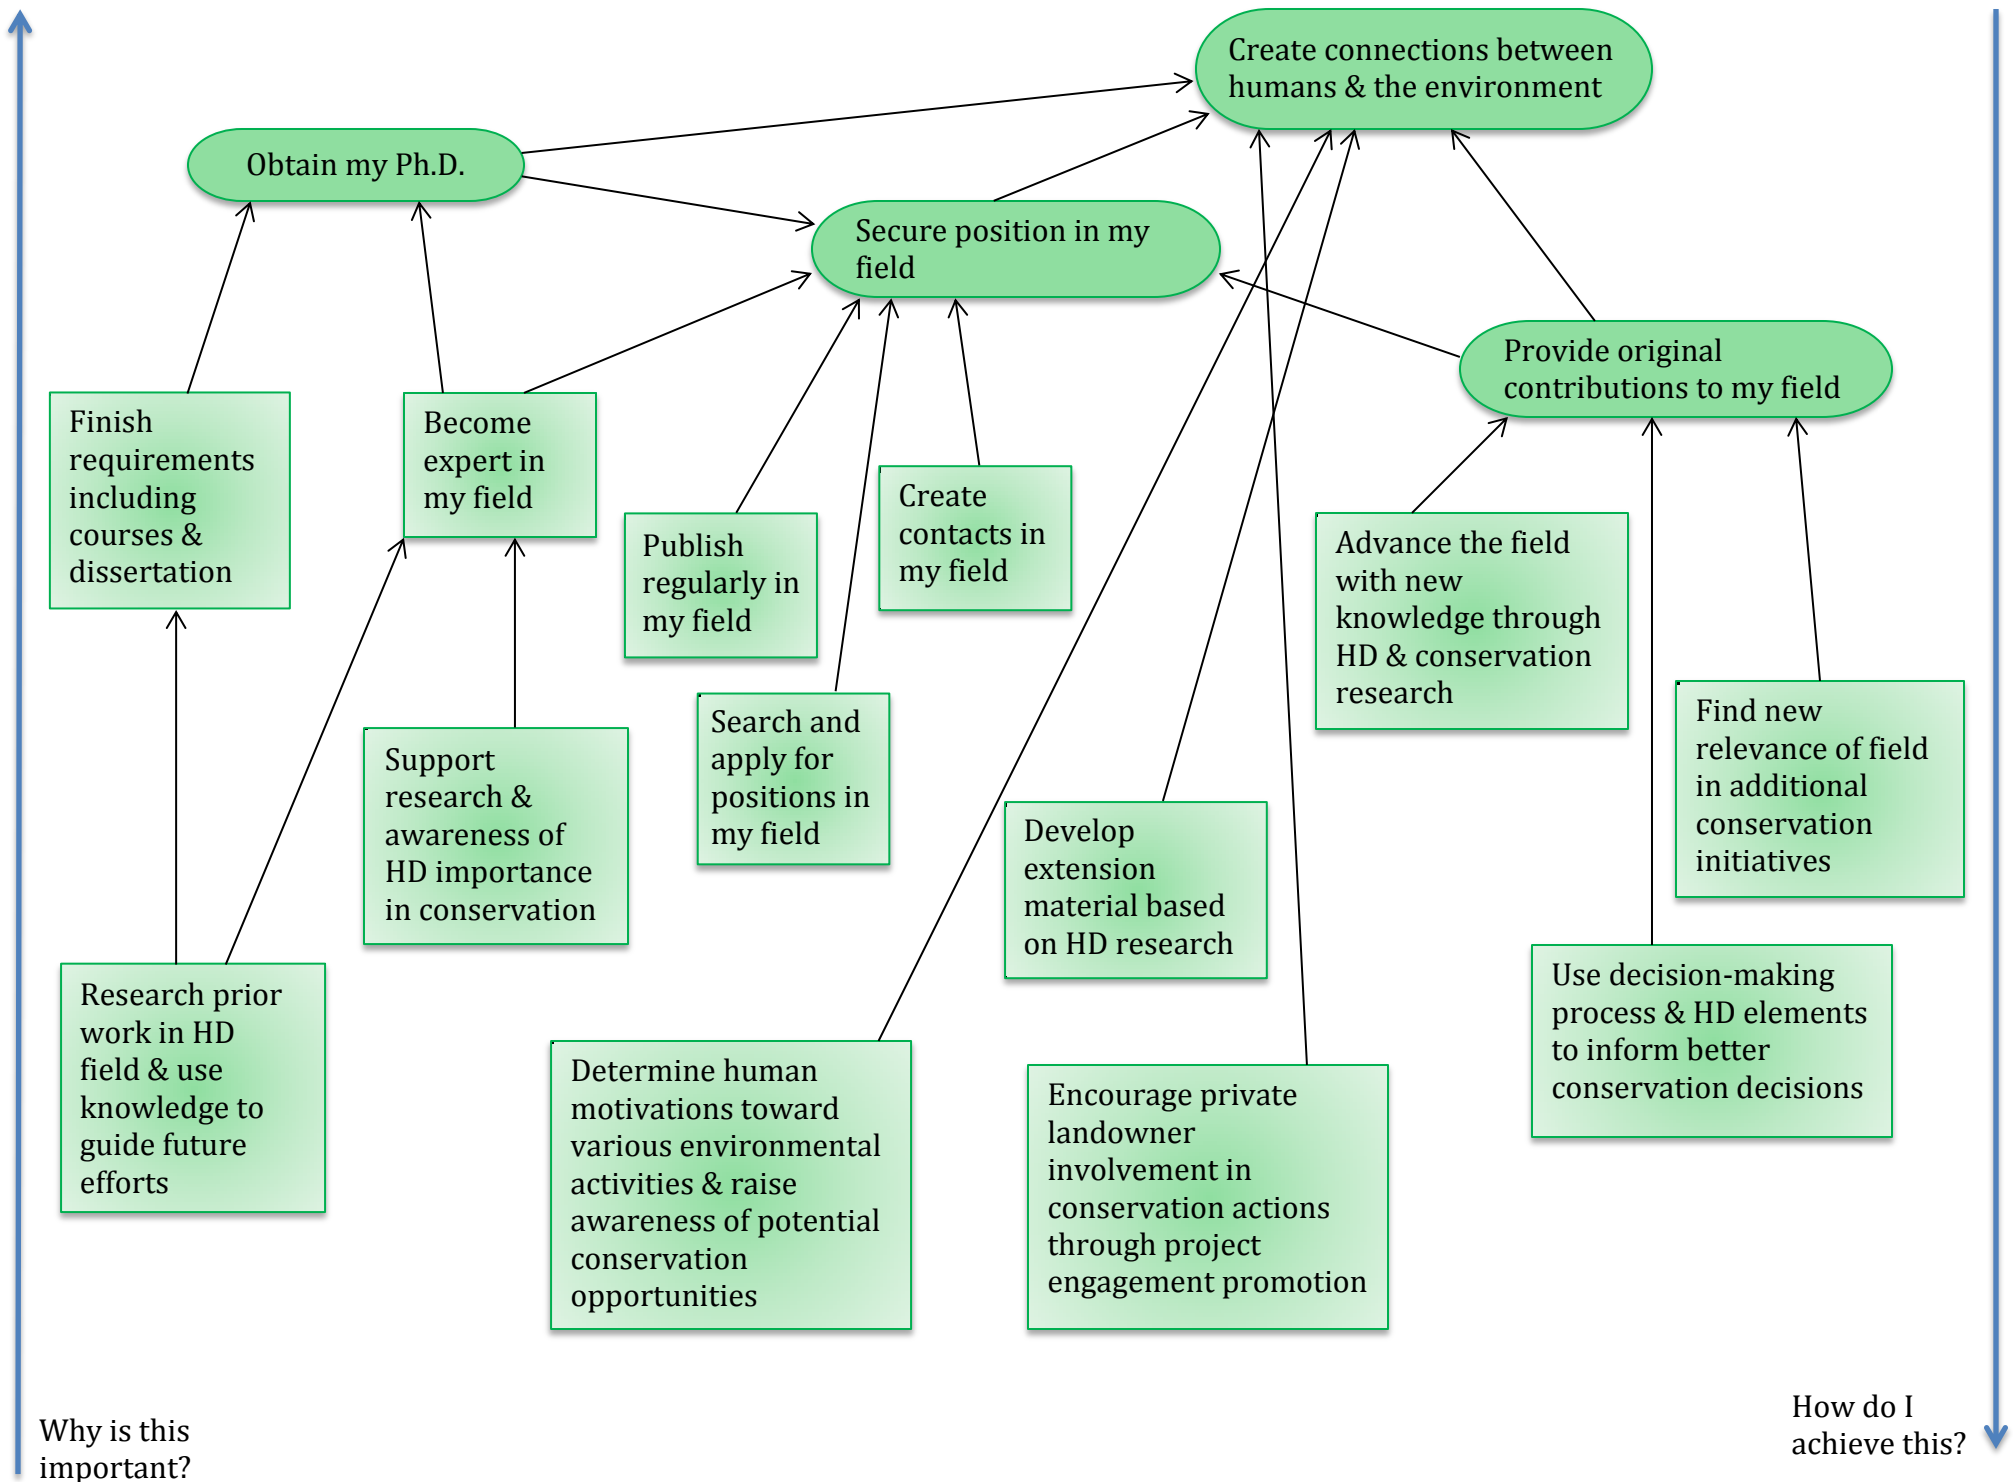 Create connections between
humans & the environment
Obtain my Ph.D.
Secure position in my
field
Provide original
contributions to my field
Finish
requirements
including
courses &
dissertation
Become
expert in
my field
Publish
regularly in
my field
Create
contacts in
my field
Advance the field
with new
knowledge through
HD & conservation
research
Find new
relevance of field
in additional
conservation
initiatives
Support
research &
awareness of
HD importance
in conservation
Search and
apply for
positions in
my field
Develop
extension
material based
on HD research
Use decision-making
process & HD elements
to inform better
conservation decisions
Research prior
work in HD
field & use
knowledge to
guide future
efforts
Determine human
motivations toward
various environmental
activities & raise
awareness of potential
conservation
opportunities
Encourage private
landowner
involvement in
conservation actions
through project
engagement promotion
Why is this
important?
How do I
achieve this?